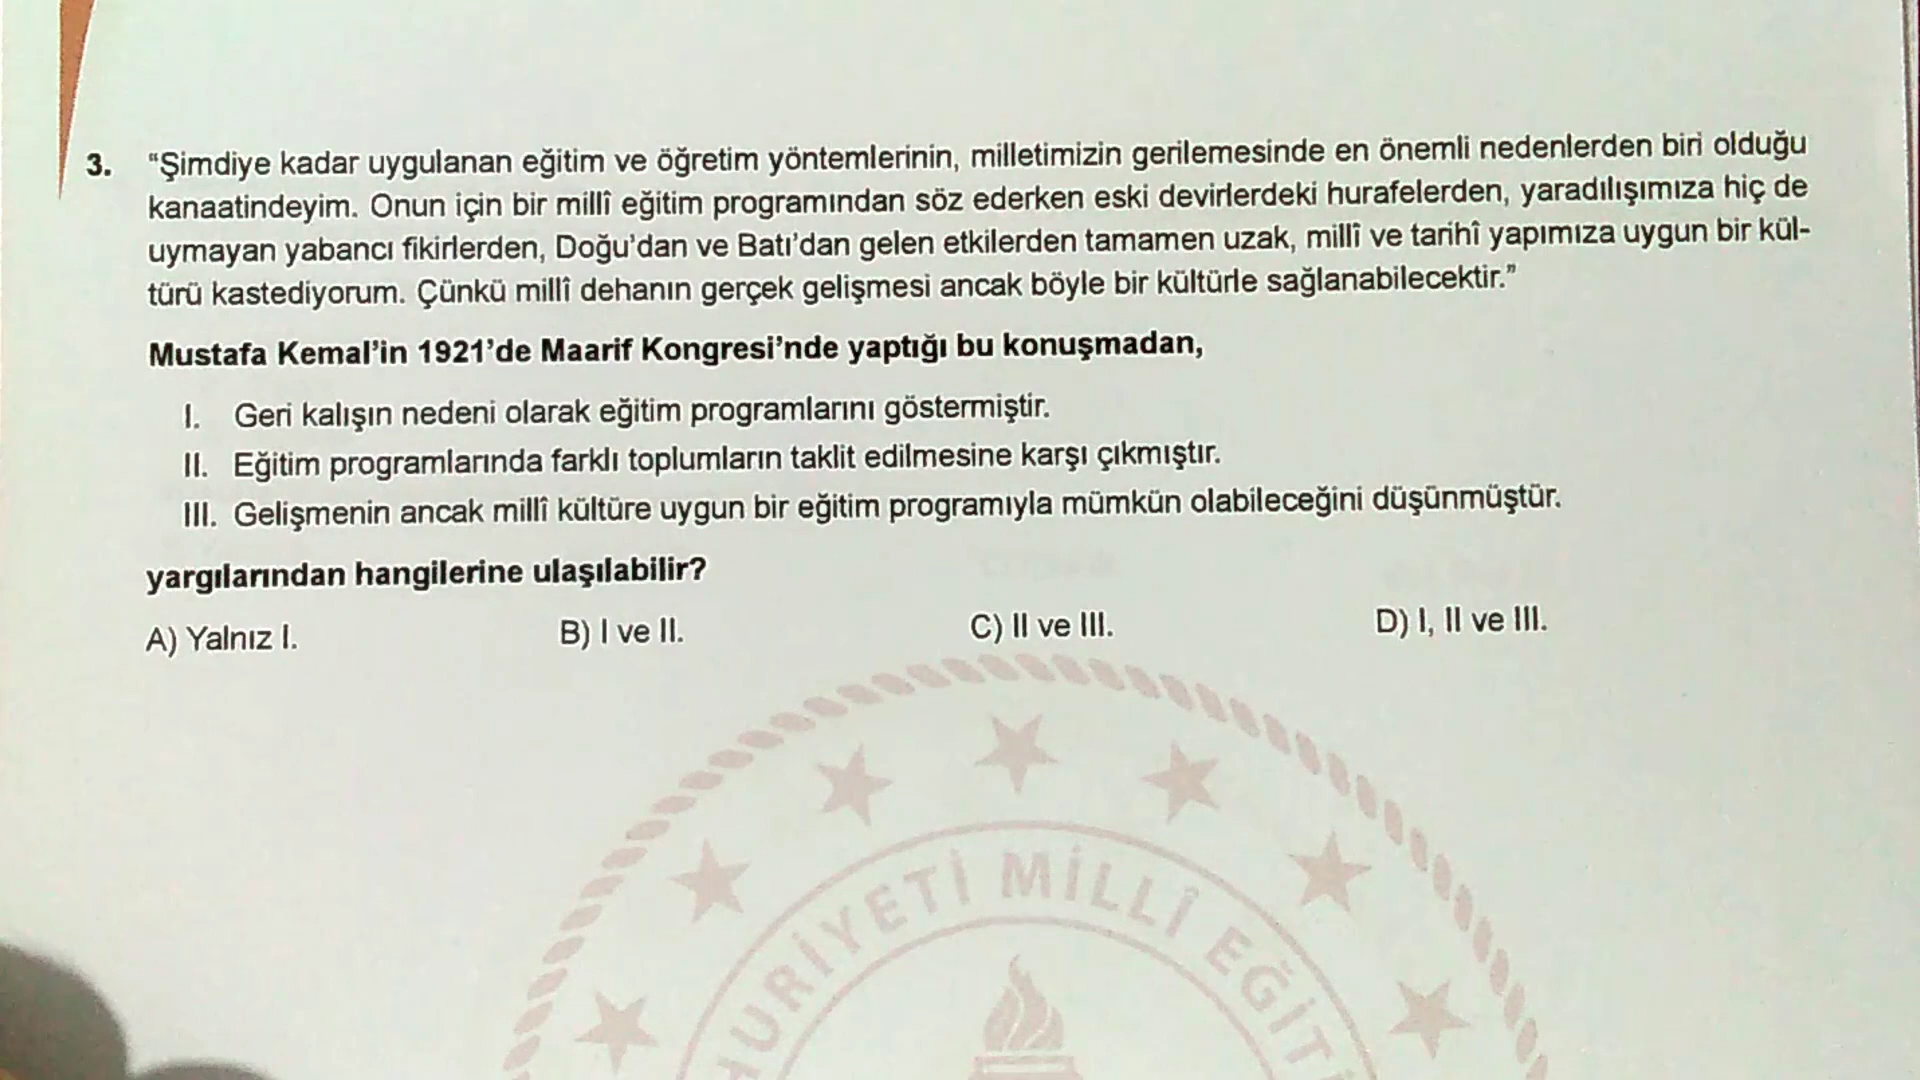 3. "Şimdiye kadar uygulanan eğitim ve öğretim yöntemlerinin, milletimizin gerilemesinde en önemli nedenlerden biri olduğu
kanaatindeyim. Onun için bir millî eğitim programından söz ederken eski devirlerdeki hurafelerden, yaradılışımıza hiç de
uymayan yabancı fikirlerden, Doğu'dan ve Batı'dan gelen etkilerden tamamen uzak, millî ve tarihî yapımıza uygun bir kül-
türü kastediyorum. Çünkü millî dehanın gerçek gelişmesi ancak böyle bir kültürle sağlanabilecektir."
Mustafa Kemal'in 1921'de Maarif Kongresi'nde yaptığı bu konuşmadan,
I. Geri kalışın nedeni olarak eğitim programlarını göstermiştir.
II. Eğitim programlarında farklı toplumların taklit edilmesine karşı çıkmıştır.
III. Gelişmenin ancak millî kültüre uygun bir eğitim programıyla mümkün olabileceğini düşünmüştür.
yargılarından hangilerine ulaşılabilir?
A) Yalnız I. B) I ve II. C) II ve III. D) I, II ve III.
HURİYETİ MİLLÎ EĞİTİ